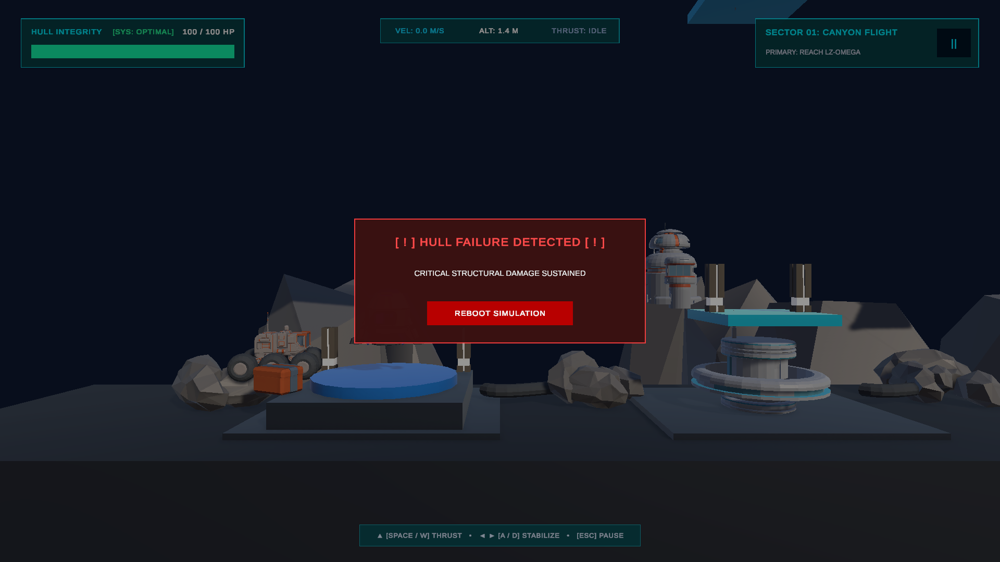 HULL INTEGRITY [SYS: OPTIMAL] 100 / 100 HP
VEL: 0.0 M/S ALT: 1.4 M THRUST: IDLE
SECTOR 01: CANYON FLIGHT
PRIMARY: REACH LZ-OMEGA
[ ! ] HULL FAILURE DETECTED [ ! ]
CRITICAL STRUCTURAL DAMAGE SUSTAINED
REBOOT SIMULATION
▲ [SPACE / W] THRUST • ◄ ► [A / D] STABILIZE • [ESC] PAUSE